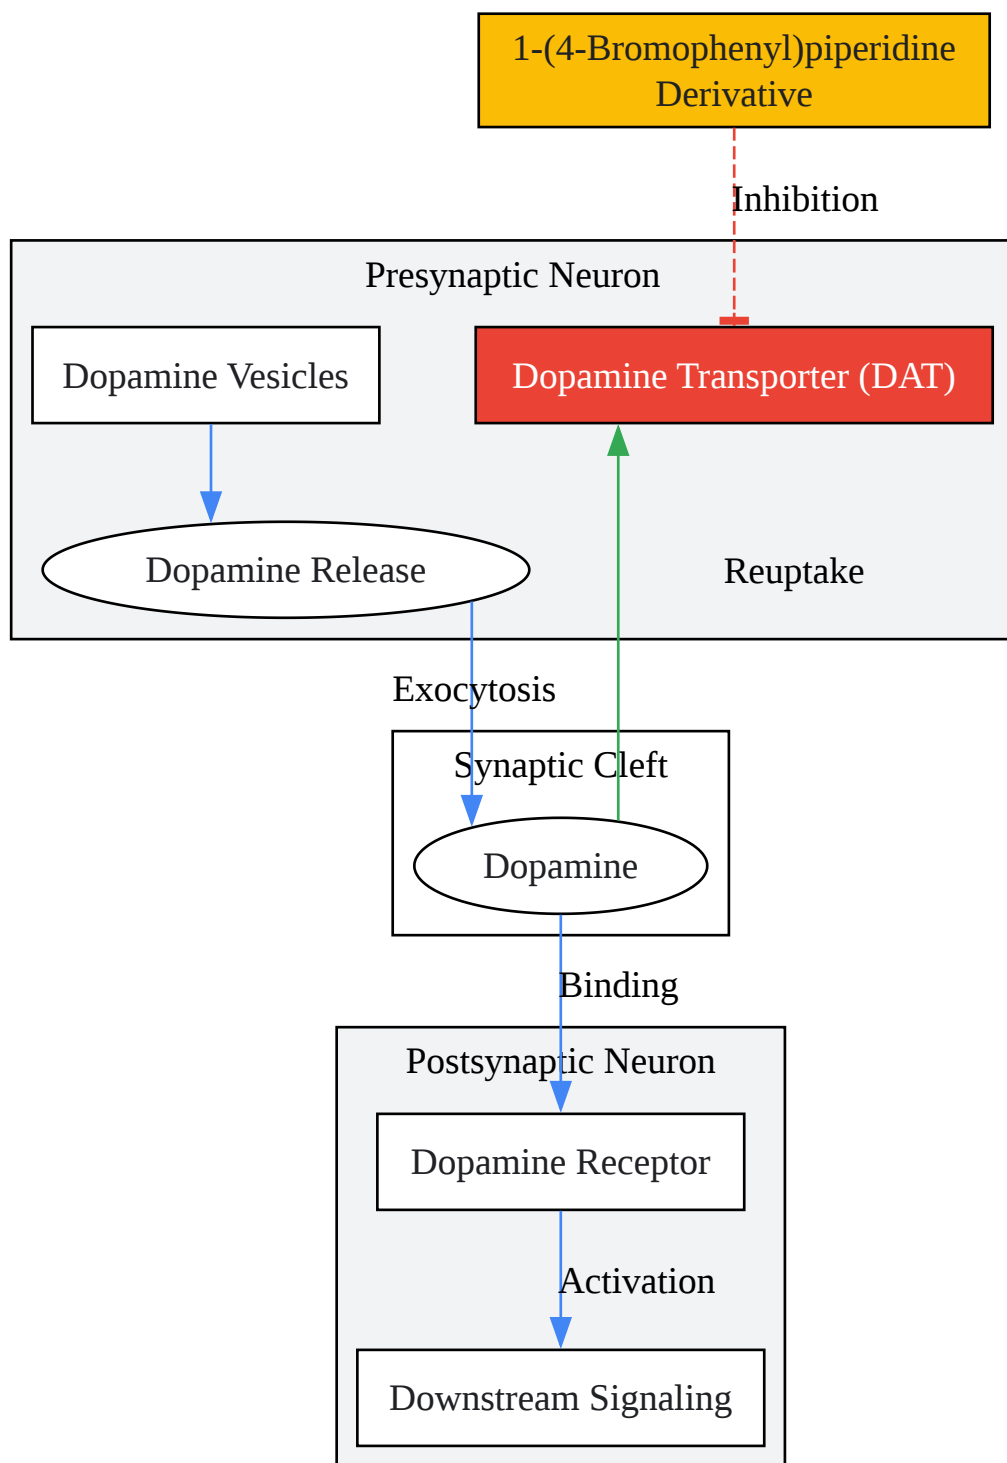 1-(4-Bromophenyl)piperidine
Derivative
Inhibition
Presynaptic Neuron
Dopamine Vesicles
Dopamine Transporter (DAT)
Dopamine Release
Reuptake
Exocytosis
Synaptic Cleft
Dopamine
Binding
Postsynaptic Neuron
Dopamine Receptor
Activation
Downstream Signaling